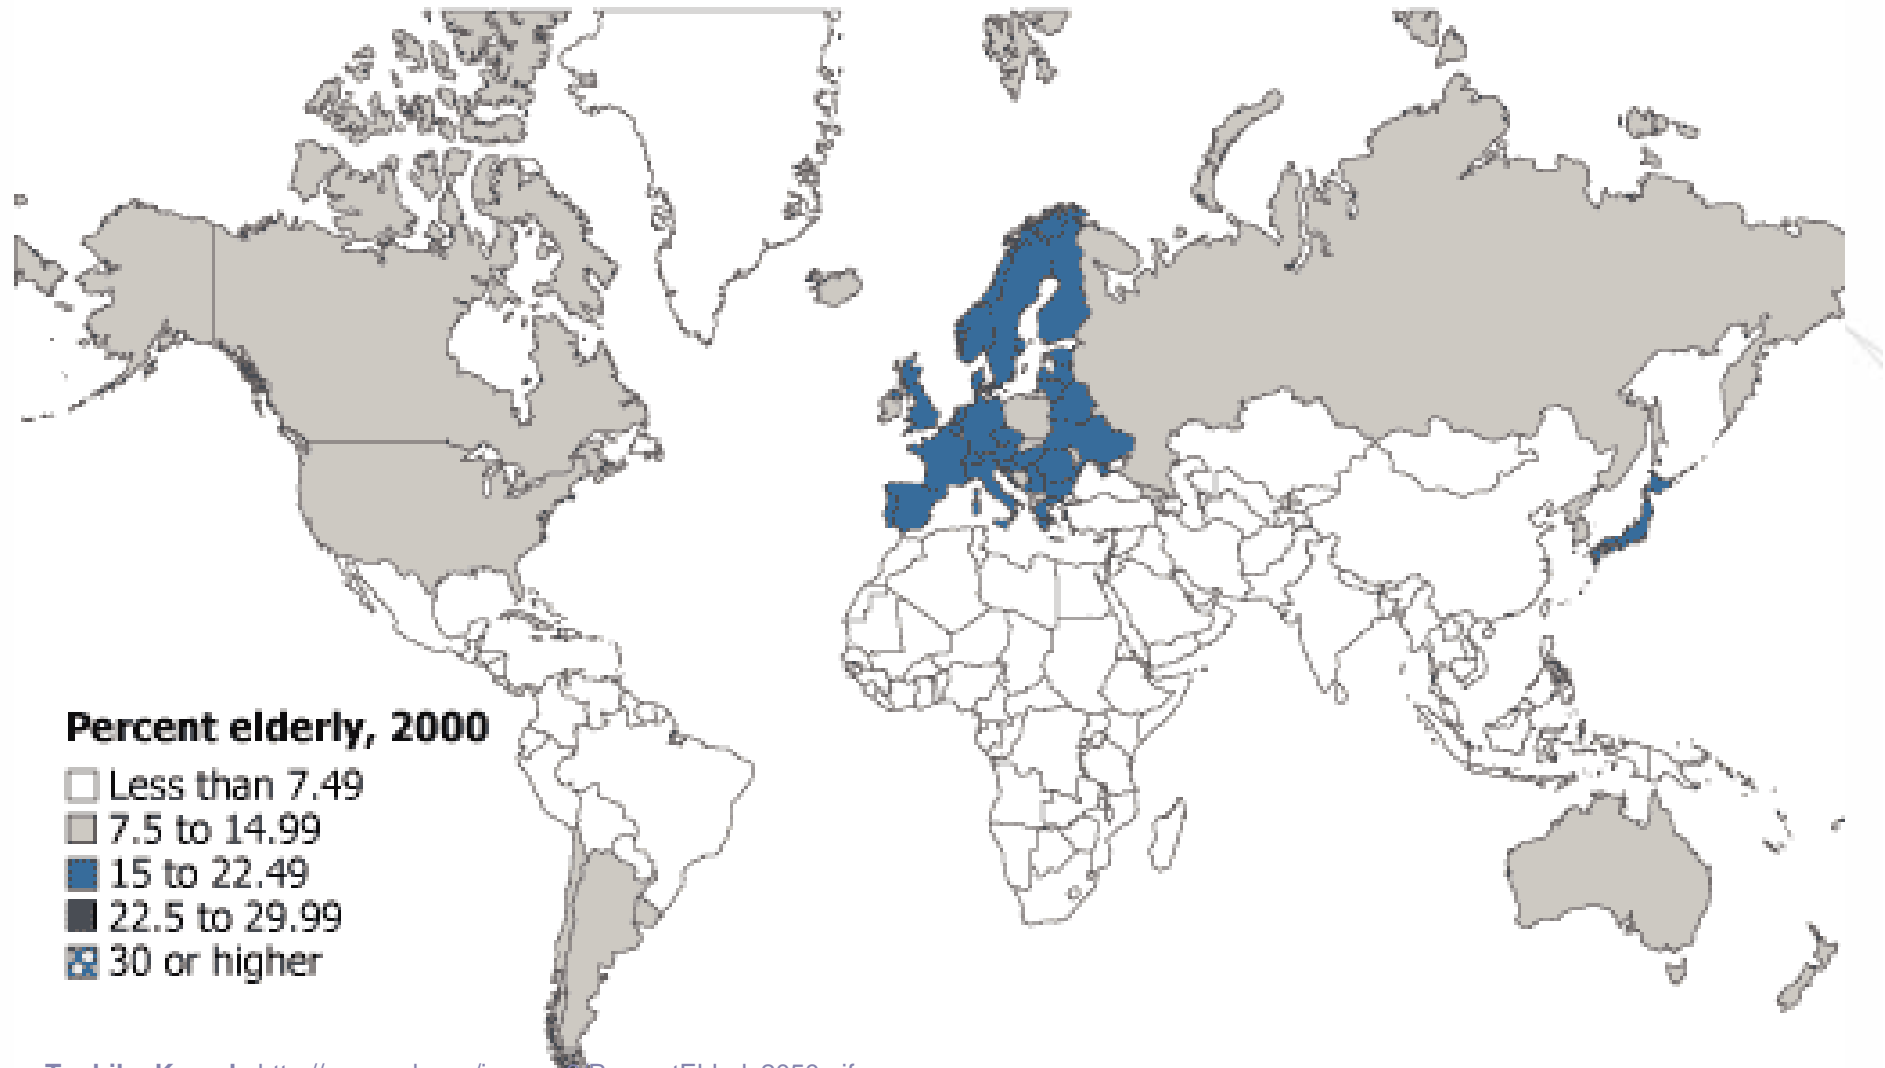 Percent elderly, 2000
Less than 7.49
7.5 to 14.99
15 to 22.49
22.5 to 29.99
30 or higher